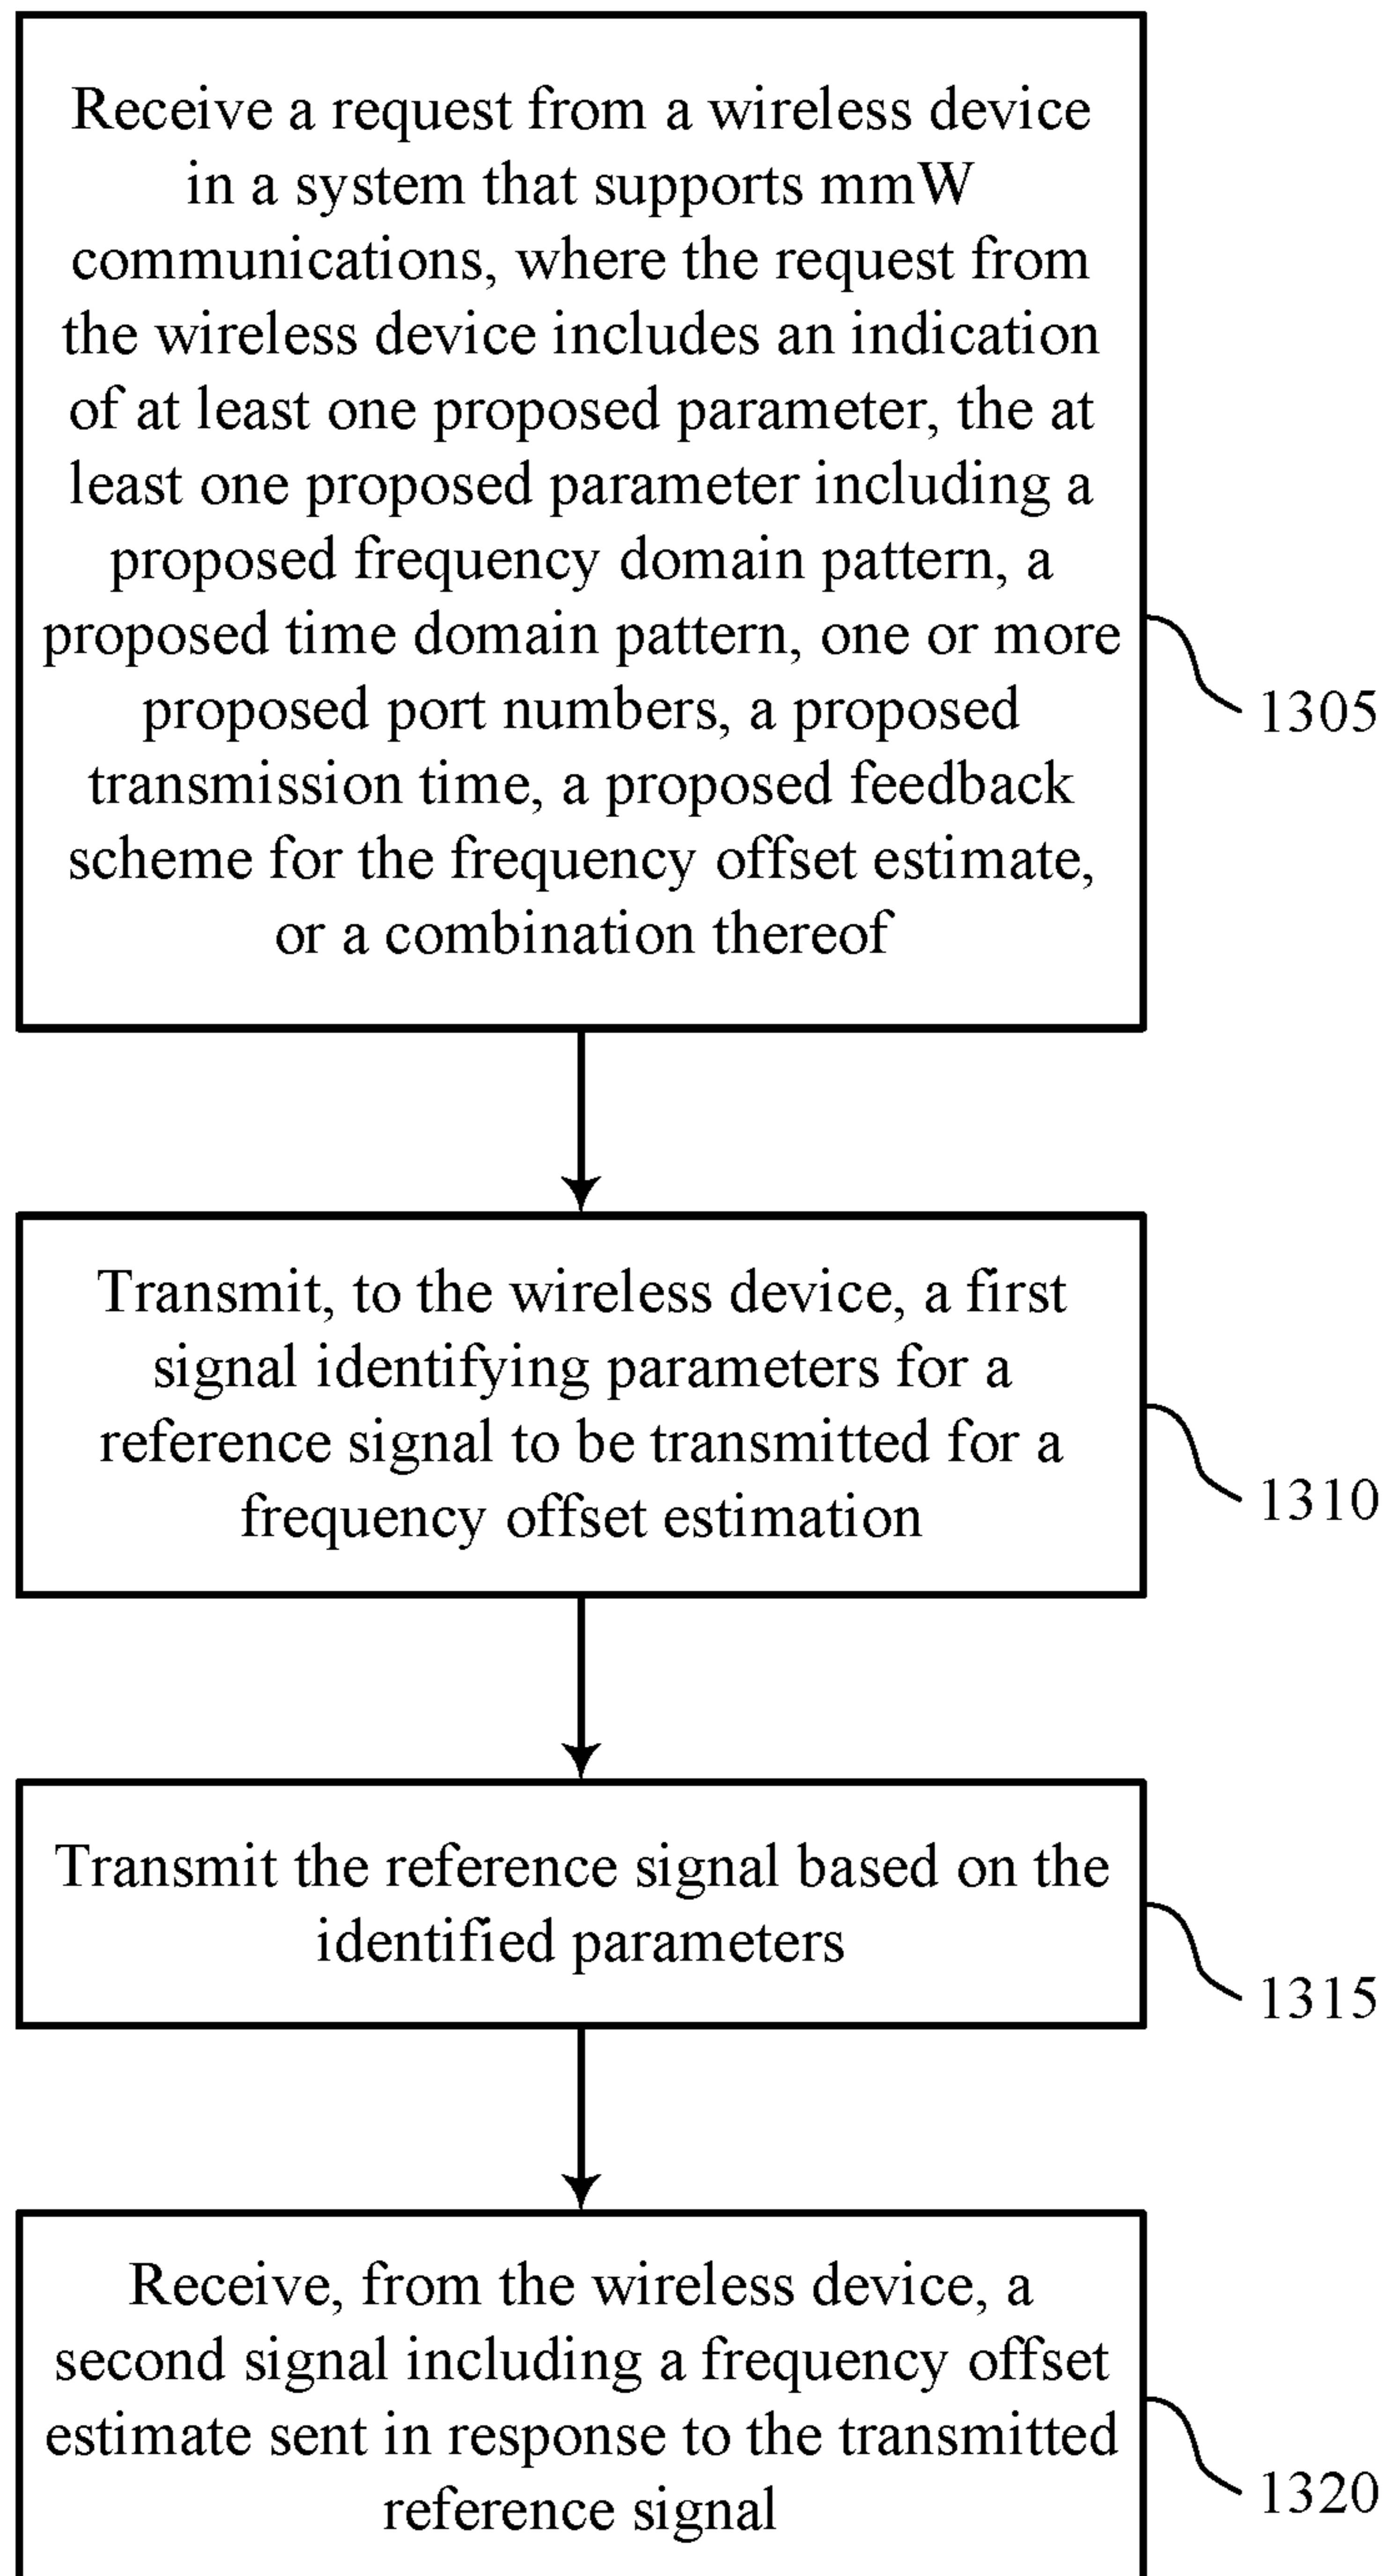 Receive a request from a wireless device
in a system that supports mmW
communications, where the request from
the wireless device includes an indication
of at least one proposed parameter, the at
least one proposed parameter including a
proposed frequency domain pattern, a
proposed time domain pattern, one or more
proposed port numbers, a proposed
transmission time, a proposed feedback
scheme for the frequency offset estimate,
or a combination thereof
1305
Transmit, to the wireless device, a first
signal identifying parameters for a
reference signal to be transmitted for a
frequency offset estimation
1310
Transmit the reference signal based on the
identified parameters
1315
Receive, from the wireless device, a
second signal including a frequency offset
estimate sent in response to the transmitted
reference signal
1320